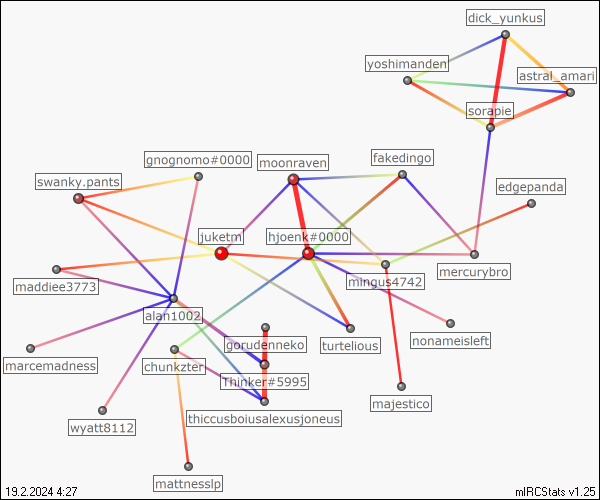 dick_yunkus
yoshimanden
astral_amari
sorapie
gnognomo#0000
moonraven
fakedingo
swanky.pants
edgepanda
juketm
hjoenk#0000
maddiee3773
mingus4742
mercurybro
alan1002
gorudenneko
turtelious
nonameisleft
marcemadness
chunkzter
Thinker#5995
thiccusboiusalexusjoneus
majestico
wyatt8112
mattnesslp
19.2.2024 4:27
mIRCStats v1.25